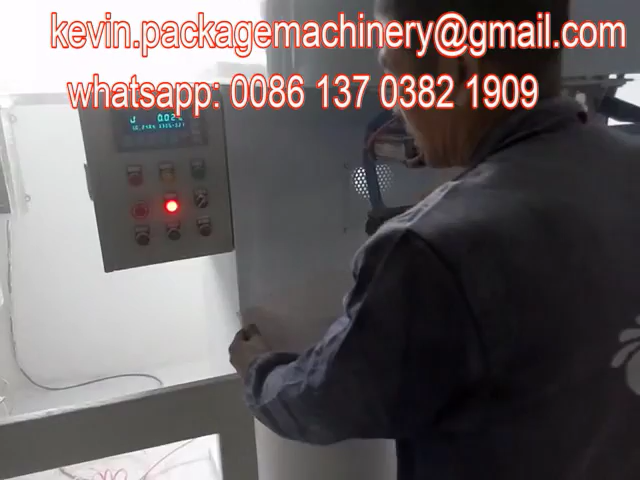 kevin.packagemachinery@gmail.com
whatsapp: 0086 137 0382 1909